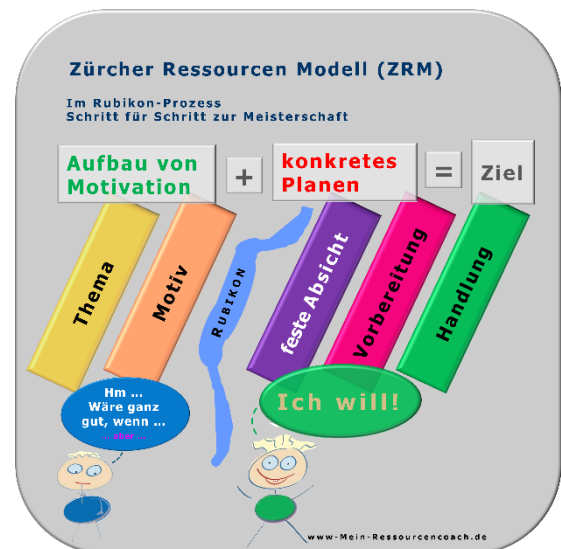 Zürcher Ressourcen Modell (ZRM)
Im Rubikon-Prozess
Schritt für Schritt zur Meisterschaft
Aufbau von
Motivation
+
konkretes
Planen
=
Ziel
Thema
Motiv
RUBIKON
feste Absicht
Vorbereitung
Handlung
Hm ...
Wäre ganz
gut, wenn ...
... aber ...
Ich will!
www-Mein-Ressourcencoach.de